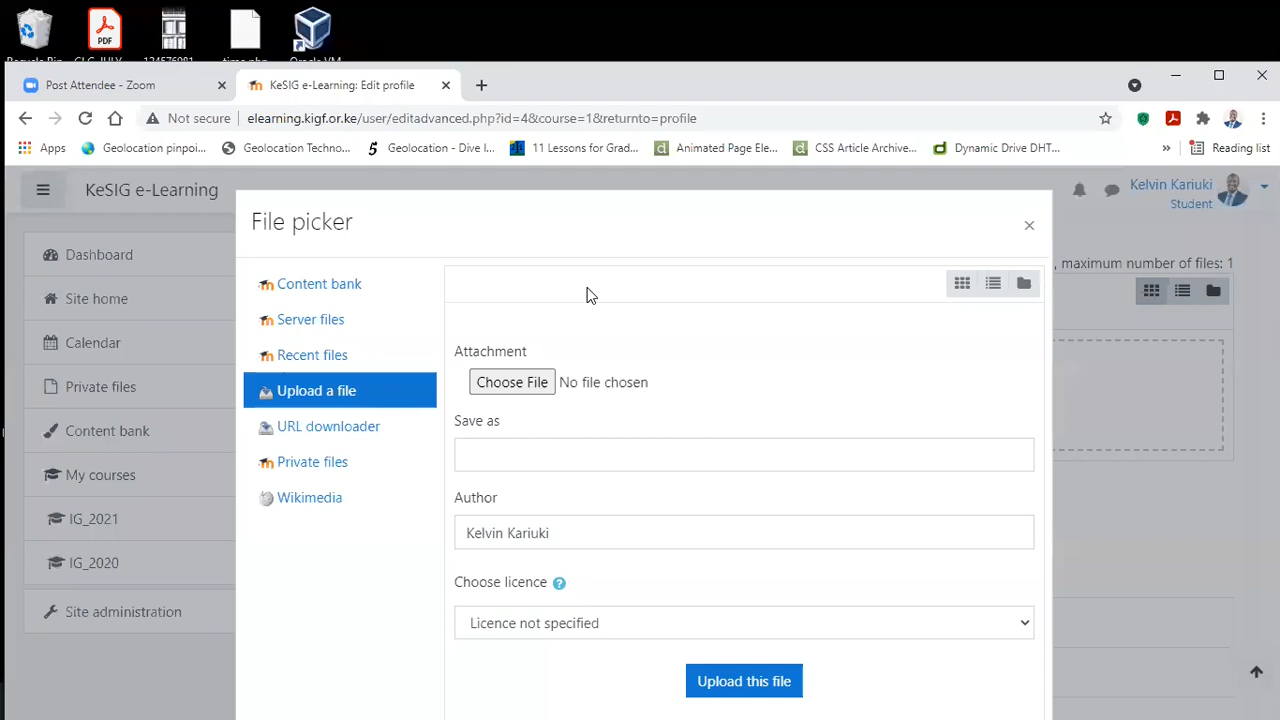 PDF
Post Attendee - Zoom
KeSIG e-Learning: Edit profile
Not secure
elearning.kigf.or.ke/user/editadvanced.php?id=4&course=1&returnto=profile
Apps
Geolocation pinpoi...
Geolocation Techno...
Geolocation - Dive I...
11 Lessons for Grad...
Animated Page Ele...
CSS Article Archive...
Dynamic Drive DHT...
»
Reading list
KeSIG e-Learning
Kelvin Kariuki
Student
File picker
Dashboard
Site home
Calendar
Private files
Content bank
My courses
IG_2021
IG_2020
Site administration
, maximum number of files: 1
Content bank
Server files
Recent files
Upload a file
URL downloader
Private files
Wikimedia
Attachment
Choose File No file chosen
Save as
Author
Kelvin Kariuki
Choose licence
Licence not specified
Upload this file